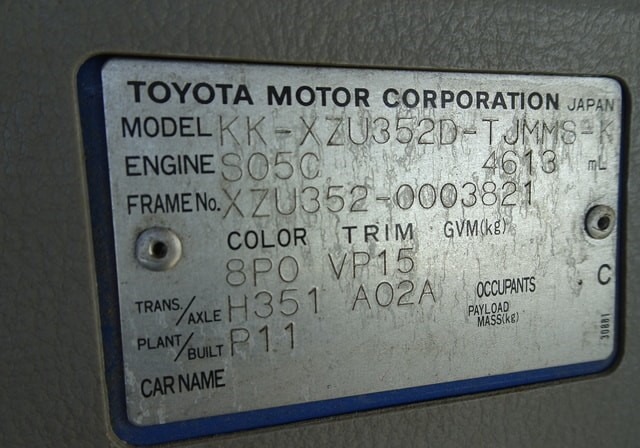 TOYOTA MOTOR CORPORATION JAPAN
MODEL KK-XZU352D-TJMMS-K
ENGINE S05C 4613 mL
FRAME No. XZU352-0003821
COLOR TRIM GVM(kg)
8P0 VP15
TRANS./AXLE H351 A02A OCCUPANTS . C
PAYLOAD MASS(kg)
PLANT/BUILT P11
30BB1
CAR NAME